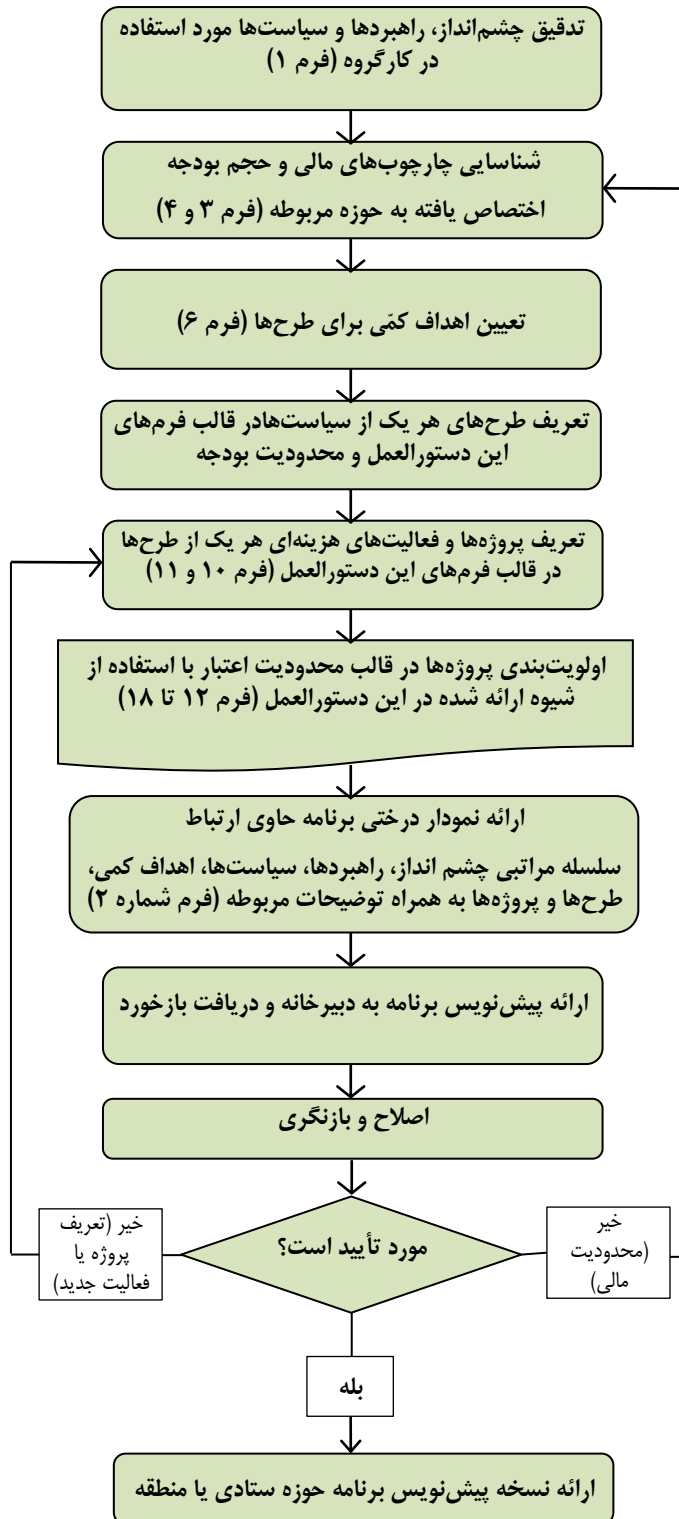 تدقیق چشم‌انداز، راهبردها و سیاست‌ها مورد استفاده
در کارگروه (فرم ۱)
شناسایی چارچوب‌های مالی و حجم بودجه
اختصاص یافته به حوزه مربوطه (فرم ۳ و ۴)
تعیین اهداف کمّی برای طرح‌ها (فرم ۶)
تعریف طرح‌های هر یک از سیاست‌هادر قالب فرم‌های
این دستورالعمل و محدودیت بودجه
تعریف پروژه‌ها و فعالیت‌های هزینه‌ای هر یک از طرح‌ها
در قالب فرم‌های این دستورالعمل (فرم ۱۰ و ۱۱)
اولویت‌بندی پروژه‌ها در قالب محدودیت اعتبار با استفاده از
شیوه ارائه شده در این دستورالعمل (فرم ۱۲ تا ۱۸)
ارائه نمودار درختی برنامه حاوی ارتباط
سلسله مراتبی چشم انداز، راهبردها، سیاست‌ها، اهداف کمی،
طرح‌ها و پروژه‌ها به همراه توضیحات مربوطه (فرم شماره ۲)
ارائه پیش‌نویس برنامه به دبیرخانه و دریافت بازخورد
اصلاح و بازنگری
مورد تأیید است؟
خیر
(محدودیت
مالی)
خیر (تعریف
پروژه یا
فعالیت جدید)
بله
ارائه نسخه پیش‌نویس برنامه حوزه ستادی یا منطقه